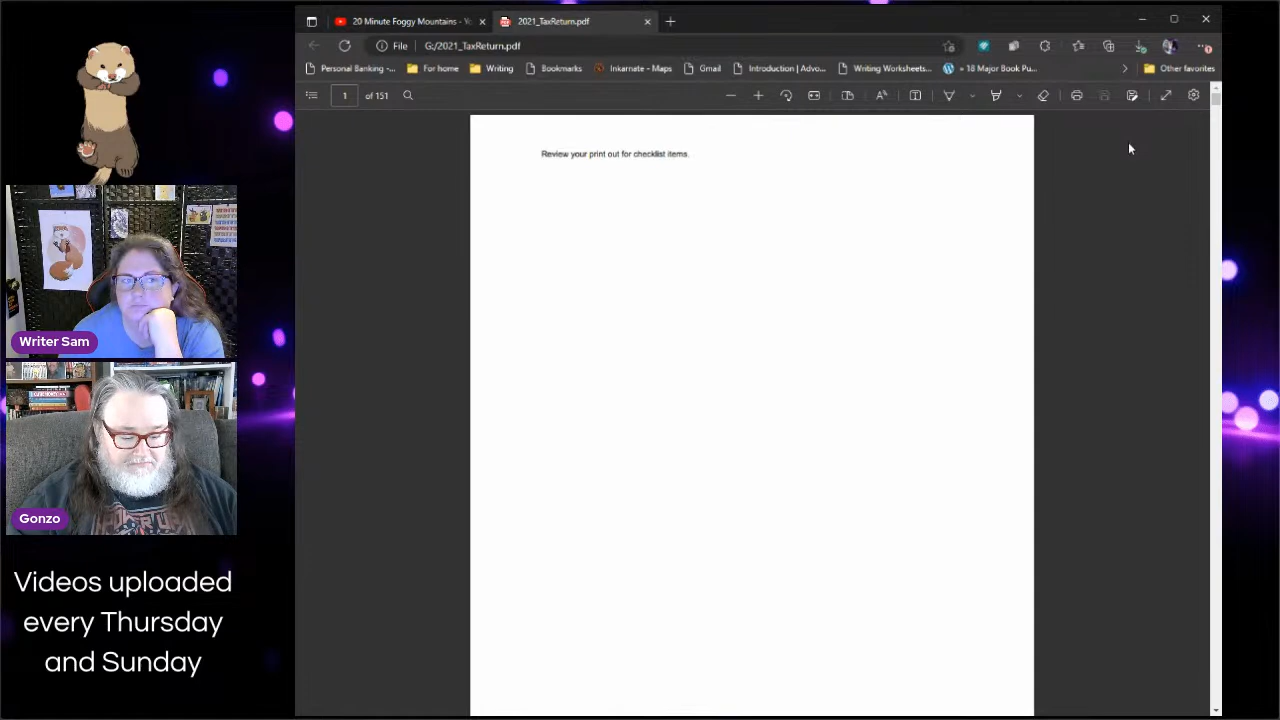 20 Minute Foggy Mountains - Yo
2021_TaxReturn.pdf
File
G:/2021_TaxReturn.pdf
Personal Banking -...
For home
Writing
Bookmarks
Inkarnate - Maps
Gmail
Introduction | Advo...
Writing Worksheets...
» 18 Major Book Pu...
Other favorites
1 of 151
Review your print out for checklist items.
Writer Sam
Gonzo
Videos uploaded
every Thursday
and Sunday